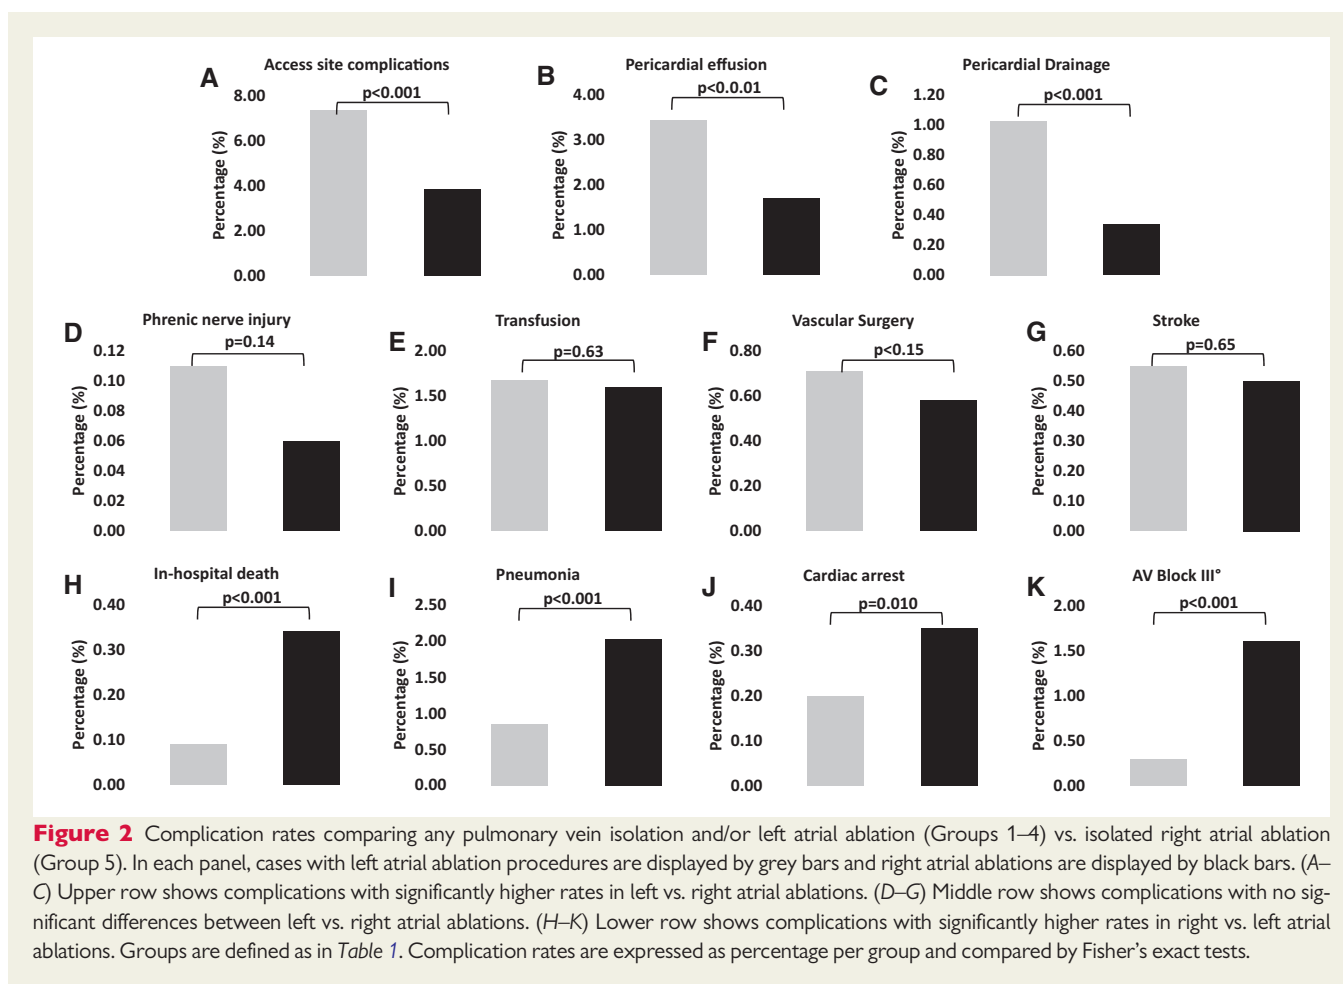 A
Access site complications
p<0.001
8.00
6.00
4.00
2.00
0.00
Percentage (%)
B
Pericardial effusion
p<0.0.01
4.00
3.00
2.00
1.00
0.00
Percentage (%)
C
Pericardial Drainage
p<0.001
1.20
1.00
0.80
0.60
0.40
0.20
0.00
Percentage (%)
D
Phrenic nerve injury
p=0.14
0.12
0.10
0.08
0.06
0.04
0.02
0.00
Percentage (%)
E
Transfusion
p=0.63
2.00
1.50
1.00
0.50
0.00
Percentage (%)
F
Vascular Surgery
p<0.15
0.80
0.60
0.40
0.20
0.00
Percentage (%)
G
Stroke
p=0.65
0.60
0.50
0.40
0.30
0.20
0.10
0.00
Percentage (%)
H
In-hospital death
p<0.001
0.40
0.30
0.20
0.10
0.00
Percentage (%)
I
Pneumonia
p<0.001
2.50
2.00
1.50
1.00
0.50
0.00
Percentage (%)
J
Cardiac arrest
p=0.010
0.40
0.30
0.20
0.10
0.00
Percentage (%)
K
AV Block III°
p<0.001
2.00
1.50
1.00
0.50
0.00
Percentage (%)
Figure 2 Complication rates comparing any pulmonary vein isolation and/or left atrial ablation (Groups 1–4) vs. isolated right atrial ablation
(Group 5). In each panel, cases with left atrial ablation procedures are displayed by grey bars and right atrial ablations are displayed by black bars. (A–
C) Upper row shows complications with significantly higher rates in left vs. right atrial ablations. (D–G) Middle row shows complications with no sig-
nificant differences between left vs. right atrial ablations. (H–K) Lower row shows complications with significantly higher rates in right vs. left atrial
ablations. Groups are defined as in Table 1. Complication rates are expressed as percentage per group and compared by Fisher's exact tests.